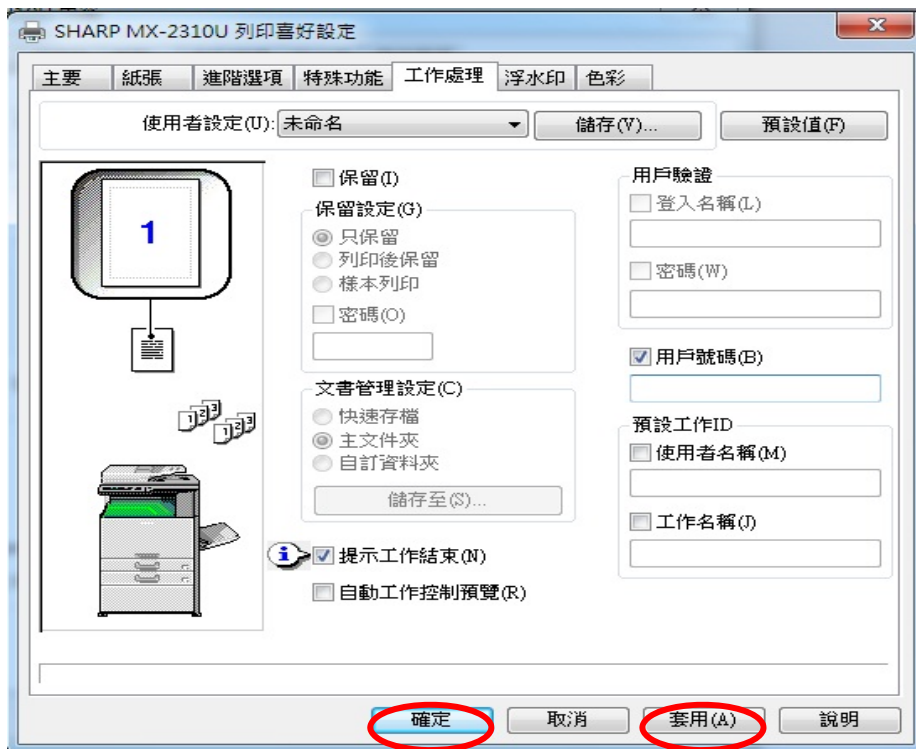 SHARP MX-2310U 列印喜好設定
主要 紙張 進階選項 特殊功能 工作處理 浮水印 色彩
使用者設定(U): 未命名 儲存(V)... 預設值(F)
1
1 2 3
1 2 3
保留(I)
保留設定(G)
只保留
列印後保留
樣本列印
密碼(O)
文書管理設定(C)
快速存檔
主文件夾
自訂資料夾
儲存至(S)...
提示工作結束(N)
自動工作控制預覽(R)
用戶驗證
登入名稱(L)
密碼(W)
用戶號碼(B)
預設工作ID
使用者名稱(M)
工作名稱(J)
確定 取消 套用(A) 說明